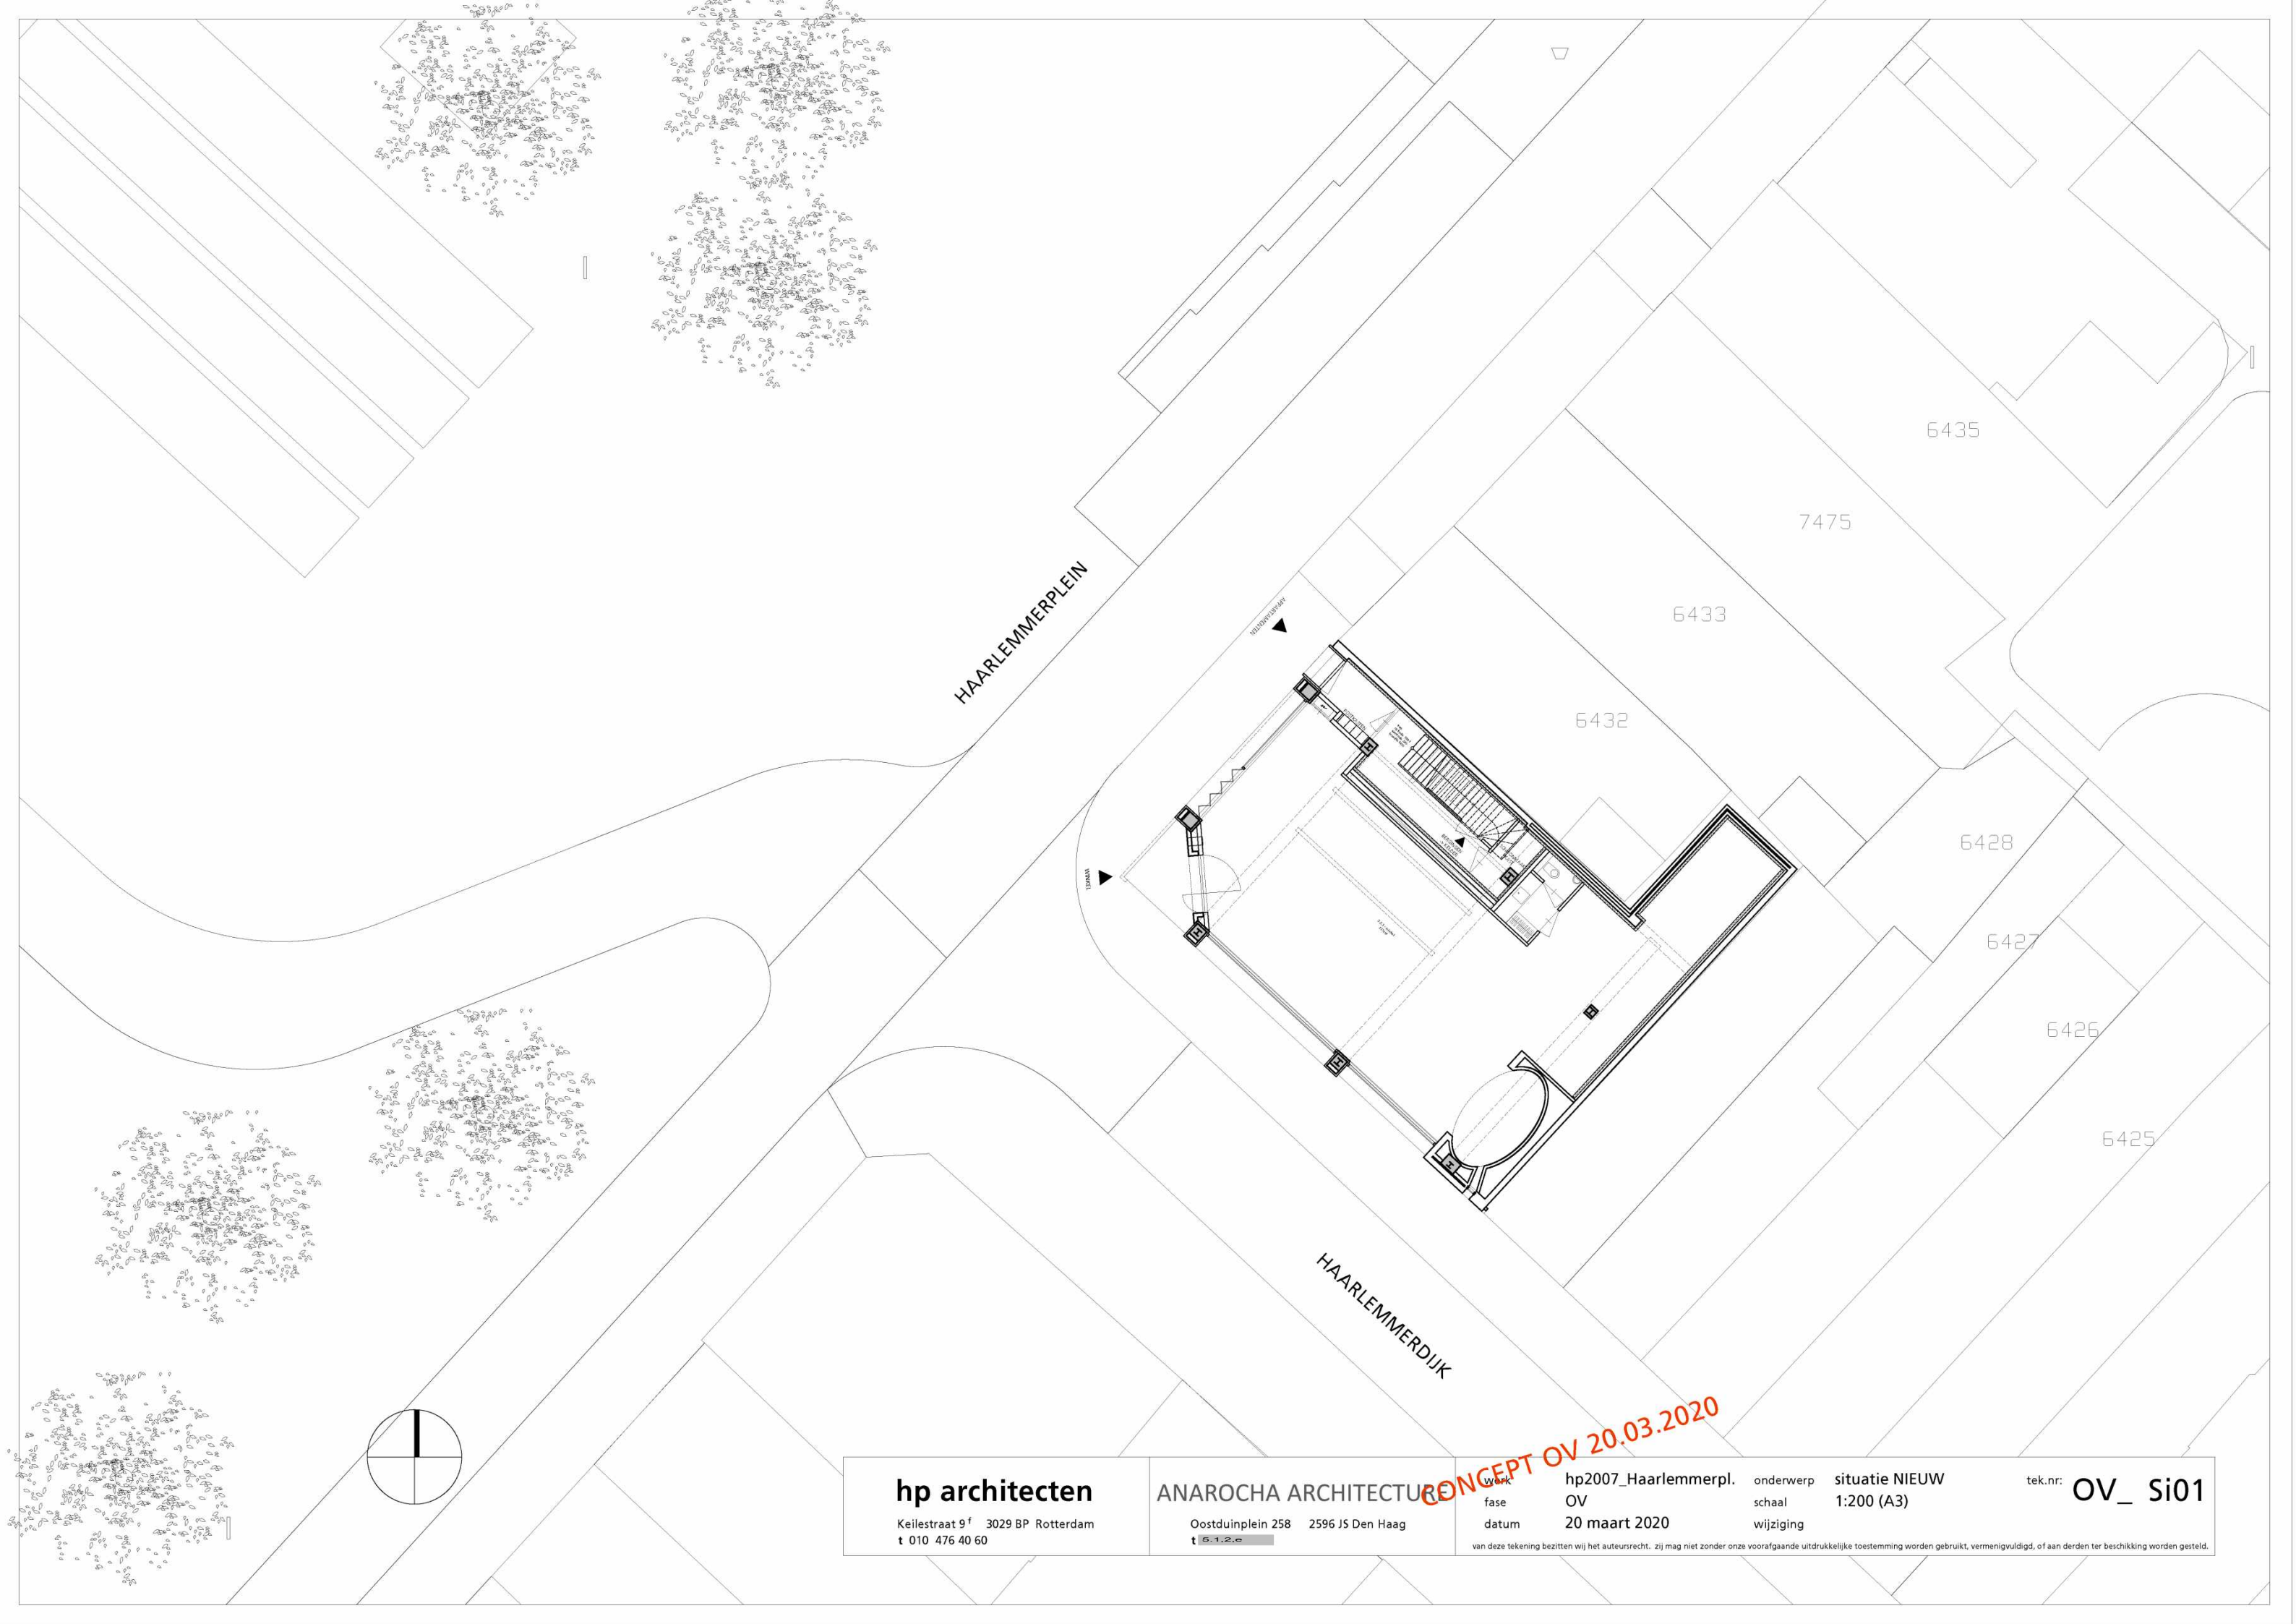 HAARLEMMERPLEIN
APPARTEMENTEN
WINKEL
6435
7475
6433
6432
6428
6427
6426
6425
HAARLEMMERDIJK
CONCEPT OV 20.03.2020
hp architecten
Keilestraat 9f 3029 BP Rotterdam
t 010 476 40 60
ANAROCHA ARCHITECTURE
Oostduinplein 258 2596 JS Den Haag
t 5.1,2,e
werk hp2007_Haarlemmerpl. onderwerp situatie NIEUW tek.nr: OV_ Si01
fase OV schaal 1:200 (A3)
datum 20 maart 2020 wijziging
van deze tekening bezitten wij het auteursrecht. zij mag niet zonder onze voorafgaande uitdrukkelijke toestemming worden gebruikt, vermenigvuldigd, of aan derden ter beschikking worden gesteld.